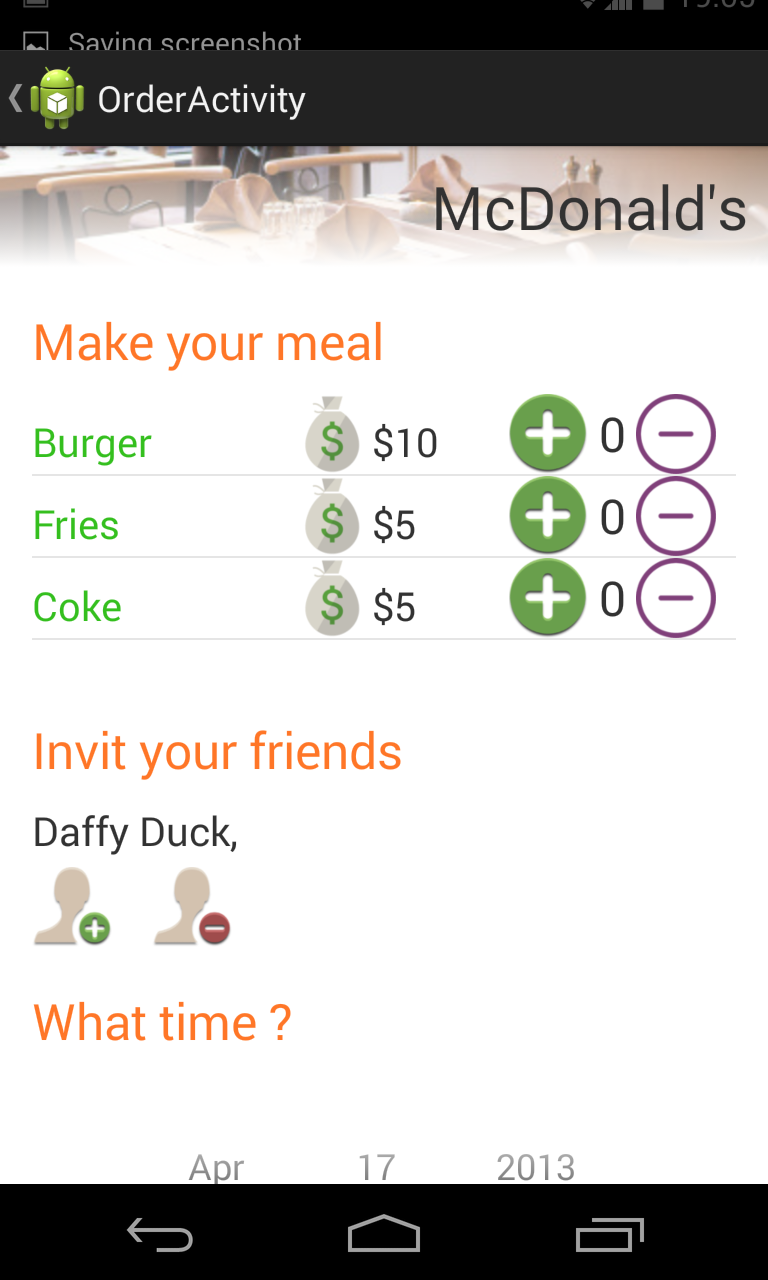 Saving screenshot
OrderActivity
McDonald's
Make your meal
Burger $10 0
Fries $5 0
Coke $5 0
Invit your friends
Daffy Duck,
What time ?
Apr 17 2013